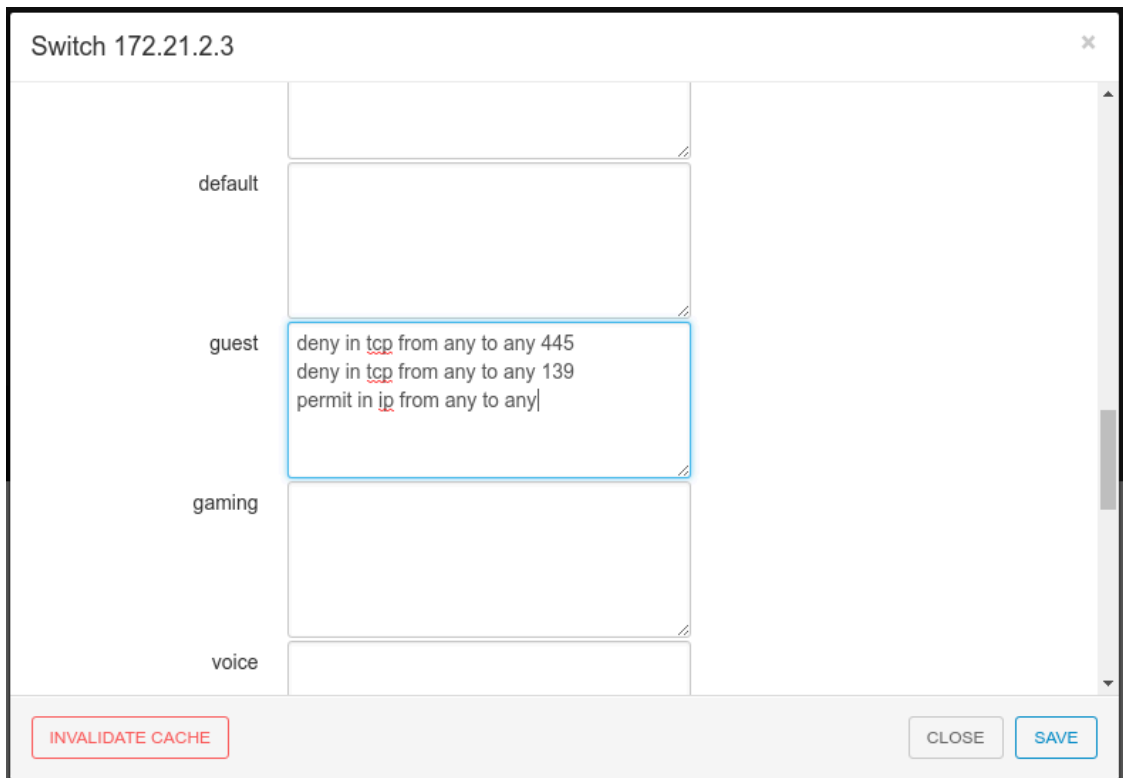 Switch 172.21.2.3
×
default
guest
deny in tcp from any to any 445
deny in tcp from any to any 139
permit in ip from any to any
gaming
voice
INVALIDATE CACHE
CLOSE
SAVE